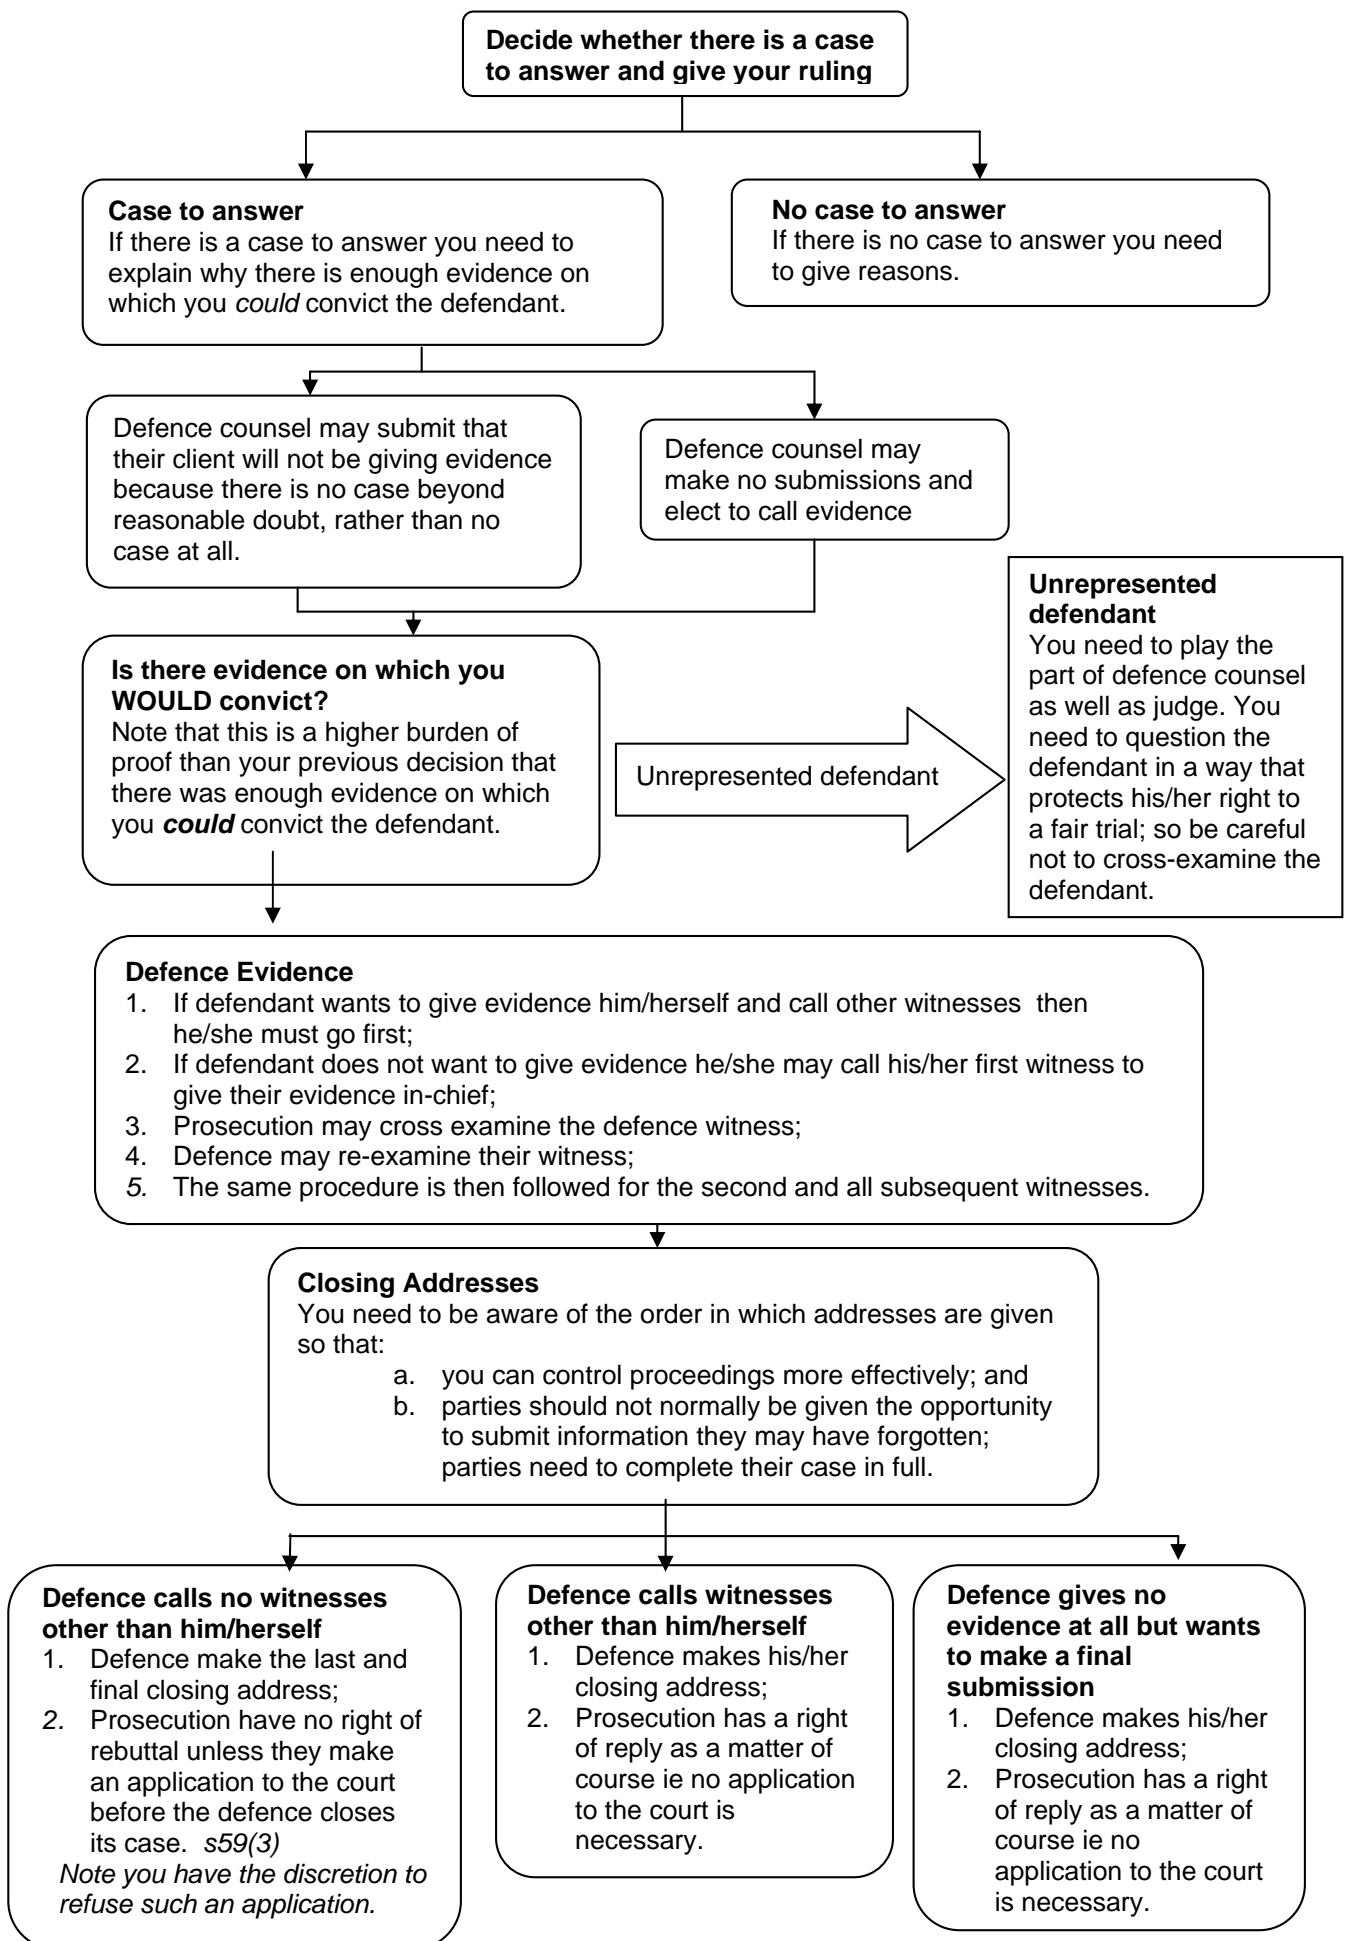 Decide whether there is a case
to answer and give your ruling
Case to answer
If there is a case to answer you need to
explain why there is enough evidence on
which you could convict the defendant.
No case to answer
If there is no case to answer you need
to give reasons.
Defence counsel may submit that
their client will not be giving evidence
because there is no case beyond
reasonable doubt, rather than no
case at all.
Defence counsel may
make no submissions and
elect to call evidence
Is there evidence on which you
WOULD convict?
Note that this is a higher burden of
proof than your previous decision that
there was enough evidence on which
you could convict the defendant.
Unrepresented defendant
Unrepresented
defendant
You need to play the
part of defence counsel
as well as judge. You
need to question the
defendant in a way that
protects his/her right to
a fair trial; so be careful
not to cross-examine the
defendant.
Defence Evidence
1. If defendant wants to give evidence him/herself and call other witnesses then
he/she must go first;
2. If defendant does not want to give evidence he/she may call his/her first witness to
give their evidence in-chief;
3. Prosecution may cross examine the defence witness;
4. Defence may re-examine their witness;
5. The same procedure is then followed for the second and all subsequent witnesses.
Closing Addresses
You need to be aware of the order in which addresses are given
so that:
a. you can control proceedings more effectively; and
b. parties should not normally be given the opportunity
to submit information they may have forgotten;
parties need to complete their case in full.
Defence calls no witnesses
other than him/herself
1. Defence make the last and
final closing address;
2. Prosecution have no right of
rebuttal unless they make
an application to the court
before the defence closes
its case. s59(3)
Note you have the discretion to
refuse such an application.
Defence calls witnesses
other than him/herself
1. Defence makes his/her
closing address;
2. Prosecution has a right
of reply as a matter of
course ie no application
to the court is
necessary.
Defence gives no
evidence at all but wants
to make a final
submission
1. Defence makes his/her
closing address;
2. Prosecution has a right
of reply as a matter of
course ie no
application to the court
is necessary.